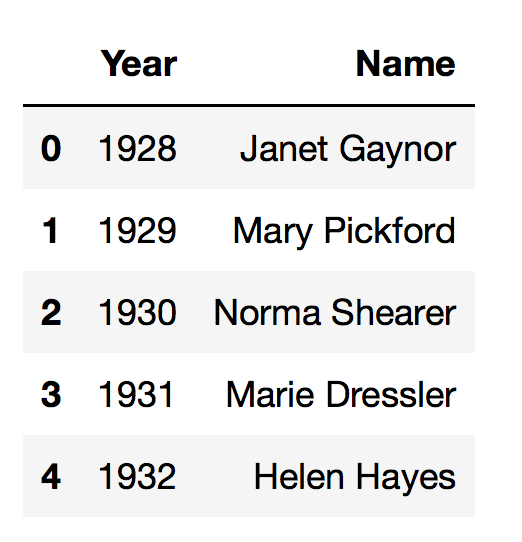 Year Name
0 1928 Janet Gaynor
1 1929 Mary Pickford
2 1930 Norma Shearer
3 1931 Marie Dressler
4 1932 Helen Hayes